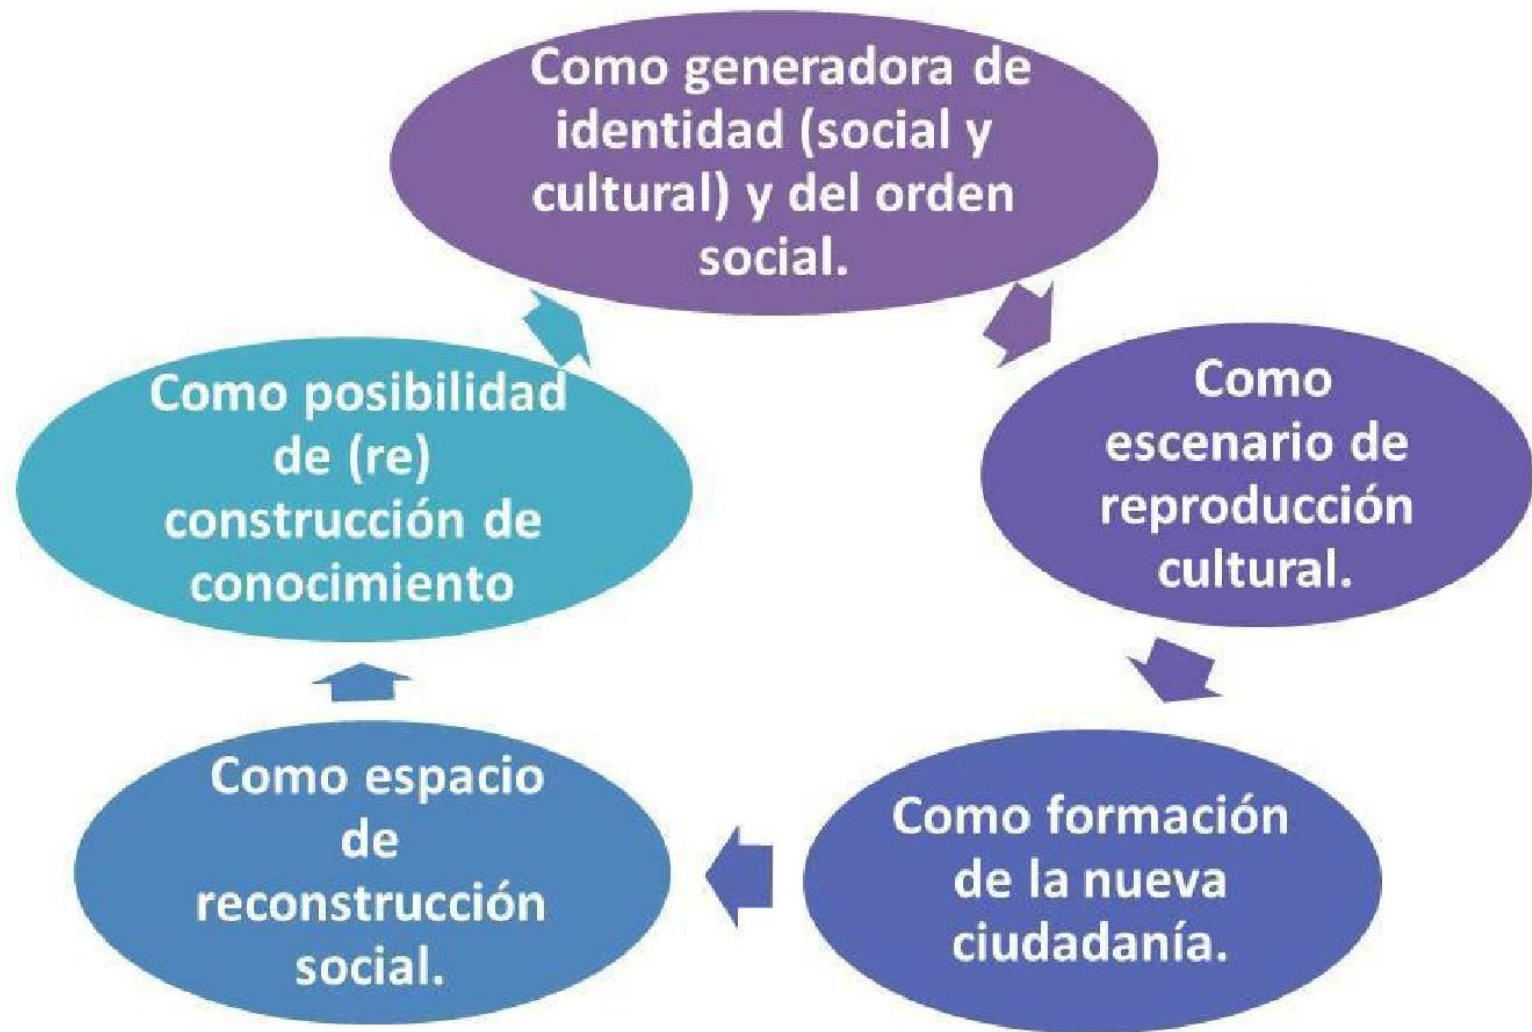 Como generadora de
identidad (social y
cultural) y del orden
social.
Como
escenario de
reproducción
cultural.
Como formación
de la nueva
ciudadanía.
Como espacio
de
reconstrucción
social.
Como posibilidad
de (re)
construcción de
conocimiento